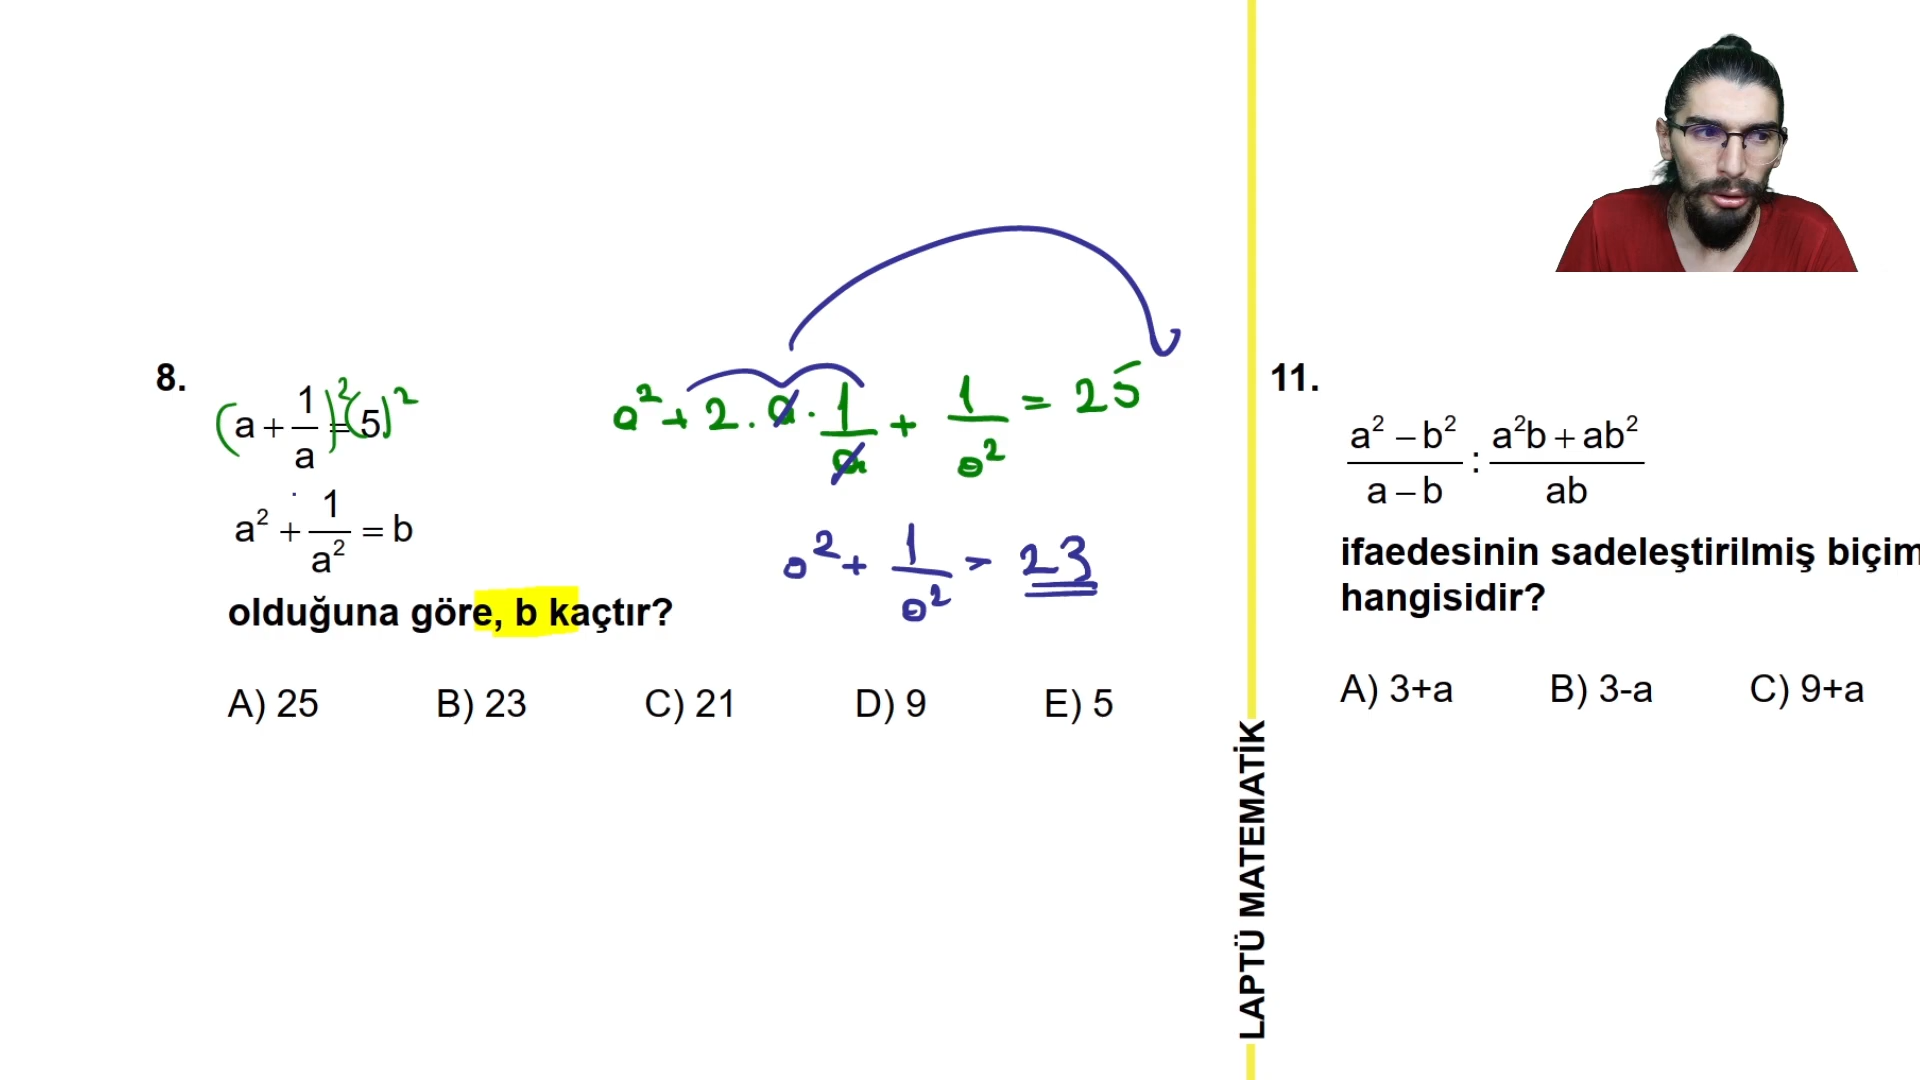 8.
(a + 1/a)² = (5)²
a² + 1/a² = b
olduğuna göre, b kaçtır?
A) 25 B) 23 C) 21 D) 9 E) 5
a² + 2 . a . 1/a + 1/a² = 25
a² + 1/a² = 23
LAPTÜ MATEMATİK
11.
a² – b² / a – b : a²b + ab² / ab
ifaedesinin sadeleştirilmiş biçim
hangisidir?
A) 3+a B) 3-a C) 9+a